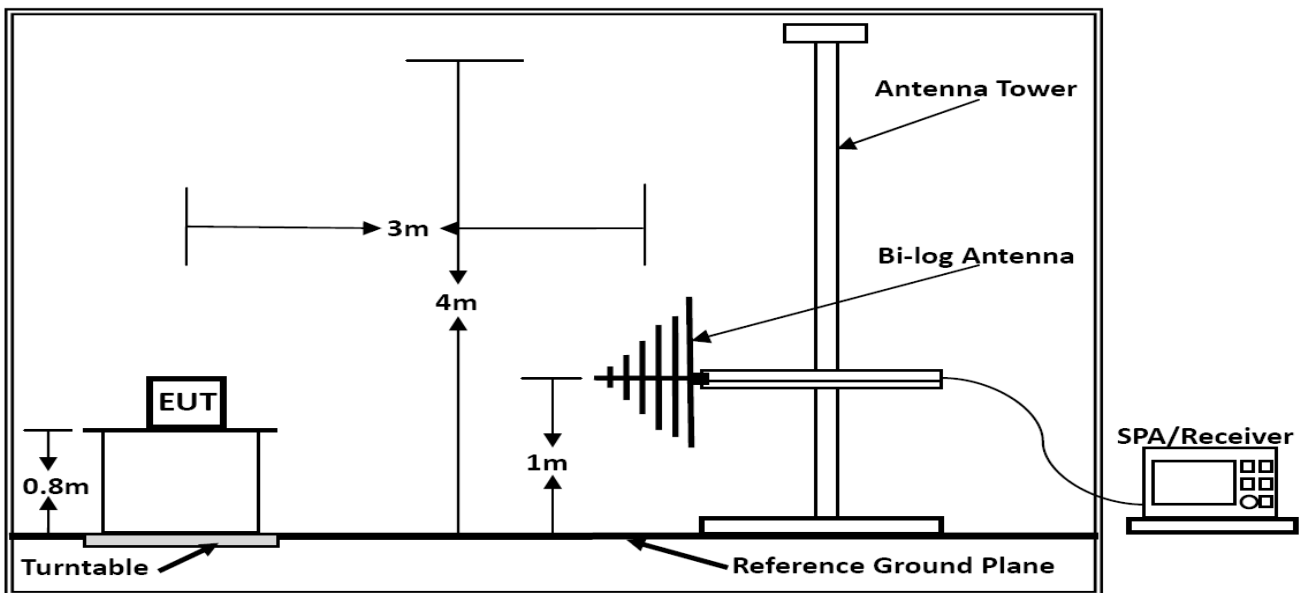 Antenna Tower
3m
Bi-log Antenna
4m
EUT
SPA/Receiver
1m
0.8m
Turntable
Reference Ground Plane